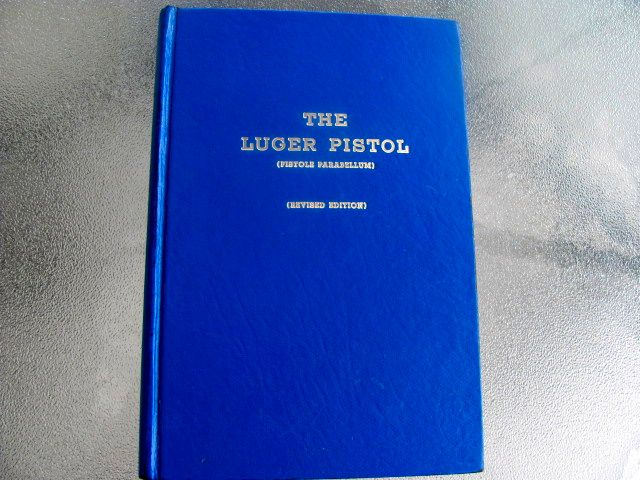 THE
LUGER PISTOL
(PISTOLE PARABELLUM)
(REVISED EDITION)